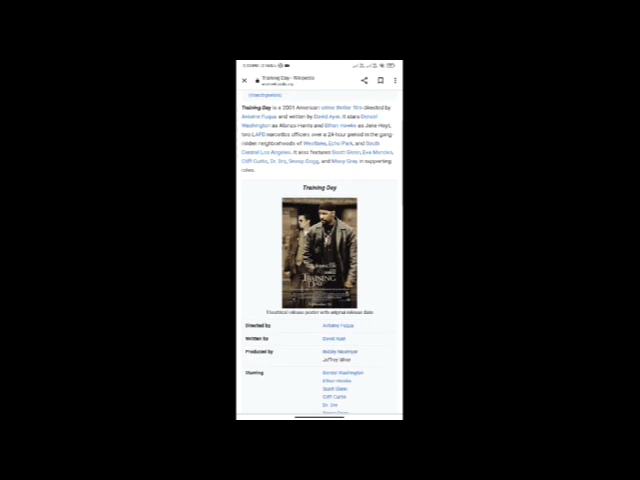 Training Day - Wikipedia
(Disambiguation)
Training Day is a 2001 American crime thriller film directed by
Antoine Fuqua and written by David Ayer. It stars Denzel
Washington as Alonzo Harris and Ethan Hawke as Jake Hoyt,
two LAPD narcotics officers over a 24-hour period in the gang-
ridden neighborhoods of Westlake, Echo Park, and South
Central Los Angeles. It also features Scott Glenn, Eva Mendes,
Cliff Curtis, Dr. Dre, Snoop Dogg, and Macy Gray in supporting
roles.
Training Day
TRAINING
DAY
Theatrical release poster with original release date
Directed by Antoine Fuqua
Written by David Ayer
Produced by Bobby Newmyer
Jeffrey Silver
Starring Denzel Washington
Ethan Hawke
Scott Glenn
Cliff Curtis
Dr. Dre
Snoop Dogg